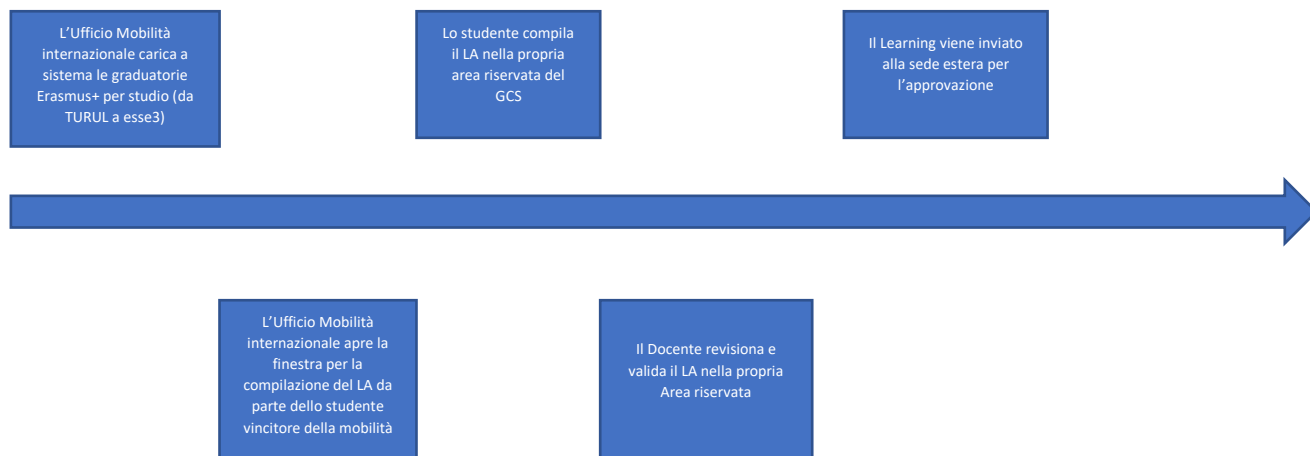 L'Ufficio Mobilità
internazionale carica a
sistema le graduatorie
Erasmus+ per studio (da
TURUL a esse3)
Lo studente compila
il LA nella propria
area riservata del
GCS
Il Learning viene inviato
alla sede estera per
l'approvazione
L'Ufficio Mobilità
internazionale apre la
finestra per la
compilazione del LA da
parte dello studente
vincitore della mobilità
Il Docente revisiona e
valida il LA nella propria
Area riservata